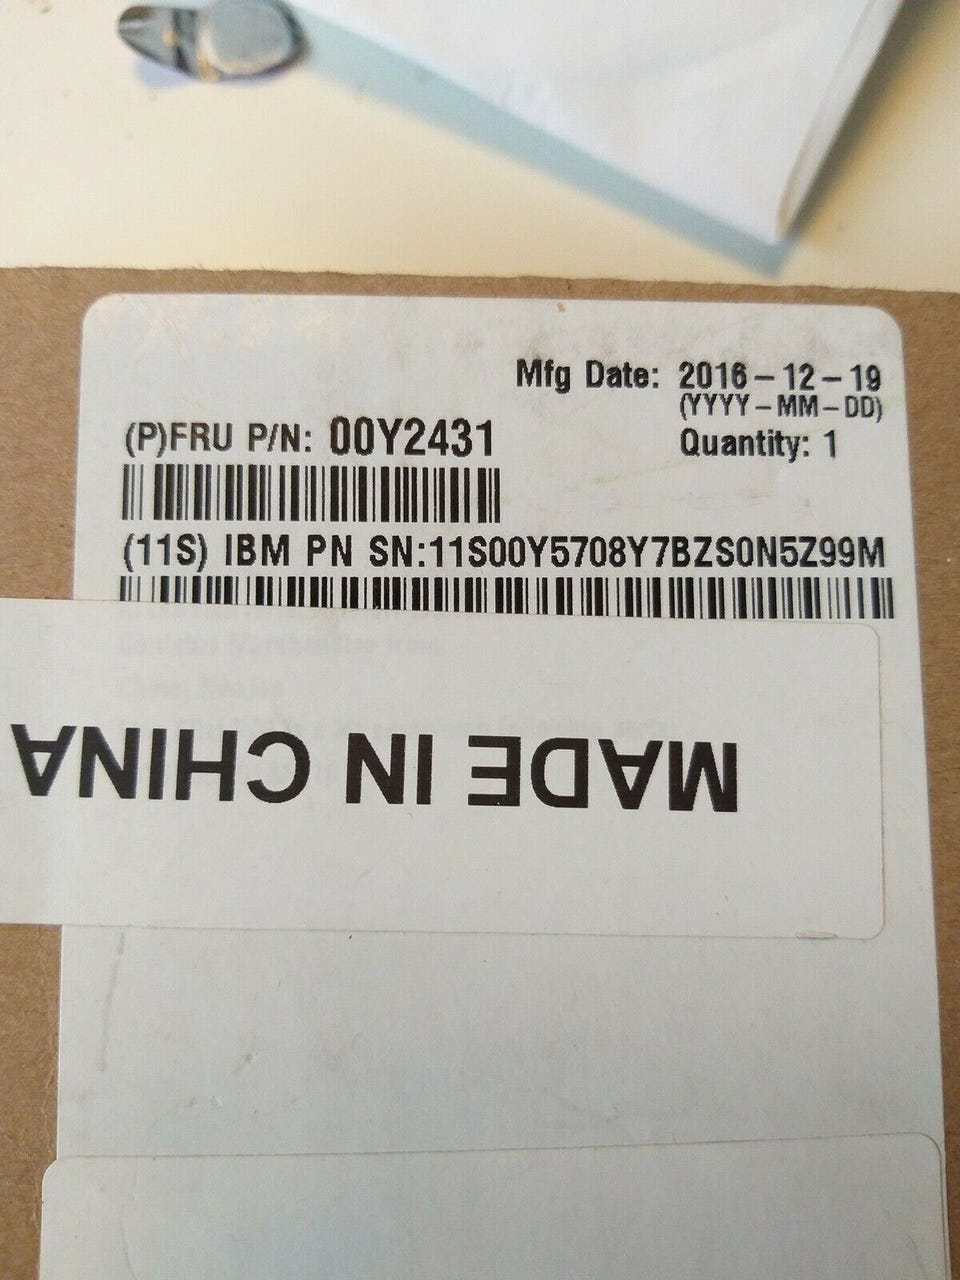 Mfg Date: 2016-12-19
(YYYY-MM-DD)
(P)FRU P/N: 00Y2431
Quantity: 1
(11S) IBM PN SN:11S00Y5708Y7BZS0N5Z99M
MADE IN CHINA